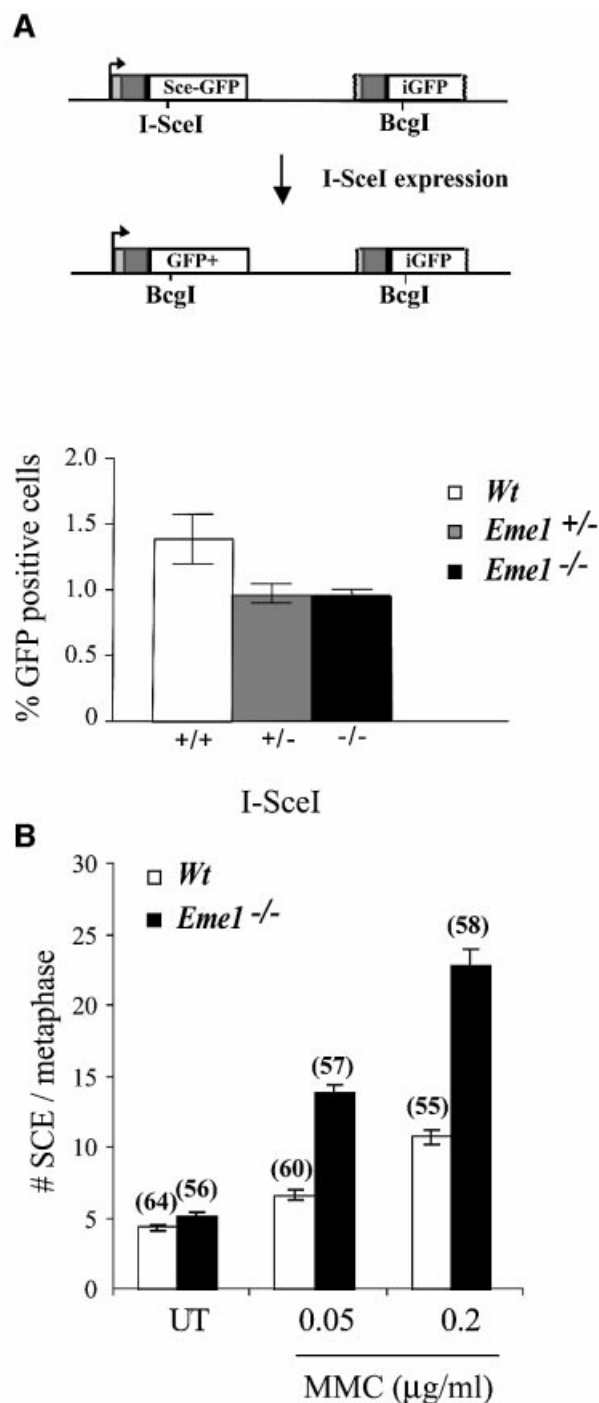 A
Sce-GFP iGFP
I-SceI BcgI
I-SceI expression
GFP+ iGFP
BcgI BcgI
2.0
1.5
1.0
0.5
0
% GFP positive cells
Wt
Eme1 +/-
Eme1 -/-
+/+ +/- -/-
I-SceI
B
30
25
20
15
10
5
0
# SCE / metaphase
Wt
Eme1 -/-
(64) (56)
(60) (57)
(55) (58)
UT 0.05 0.2
MMC (μg/ml)